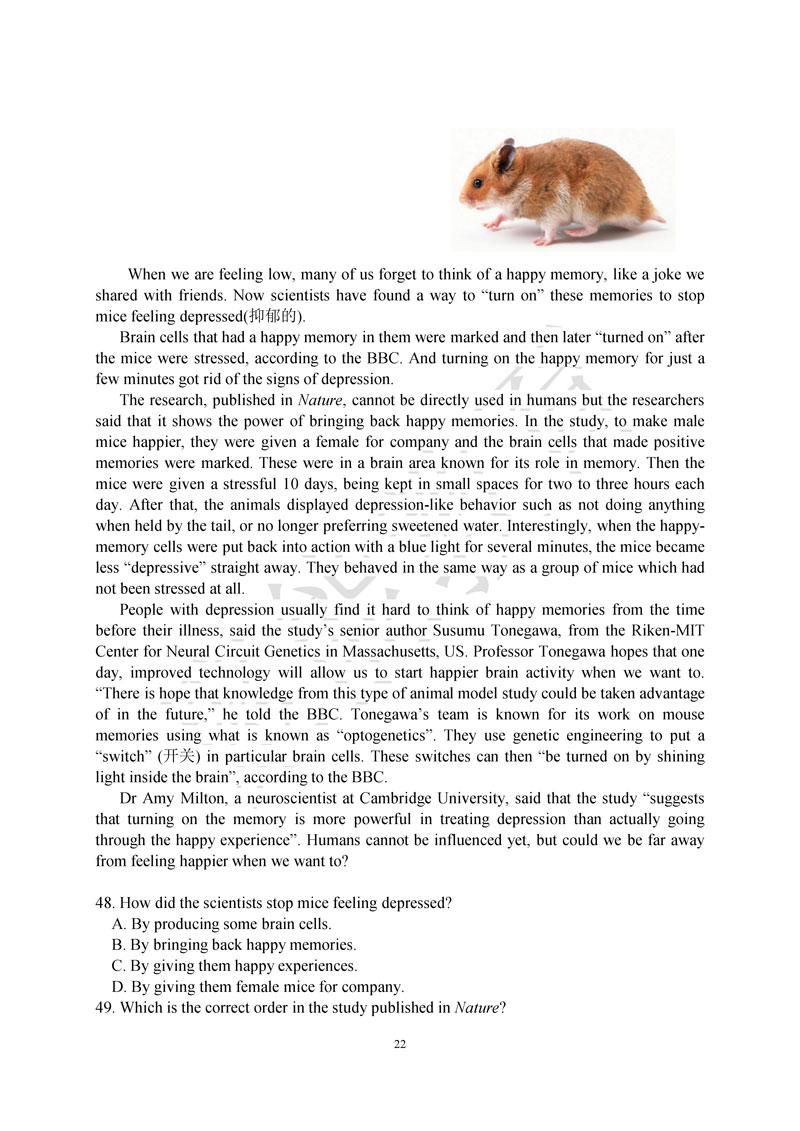 When we are feeling low, many of us forget to think of a happy memory, like a joke we
shared with friends. Now scientists have found a way to “turn on” these memories to stop
mice feeling depressed(抑郁的).
Brain cells that had a happy memory in them were marked and then later “turned on” after
the mice were stressed, according to the BBC. And turning on the happy memory for just a
few minutes got rid of the signs of depression.
The research, published in Nature, cannot be directly used in humans but the researchers
said that it shows the power of bringing back happy memories. In the study, to make male
mice happier, they were given a female for company and the brain cells that made positive
memories were marked. These were in a brain area known for its role in memory. Then the
mice were given a stressful 10 days, being kept in small spaces for two to three hours each
day. After that, the animals displayed depression-like behavior such as not doing anything
when held by the tail, or no longer preferring sweetened water. Interestingly, when the happy-
memory cells were put back into action with a blue light for several minutes, the mice became
less “depressive” straight away. They behaved in the same way as a group of mice which had
not been stressed at all.
People with depression usually find it hard to think of happy memories from the time
before their illness, said the study’s senior author Susumu Tonegawa, from the Riken-MIT
Center for Neural Circuit Genetics in Massachusetts, US. Professor Tonegawa hopes that one
day, improved technology will allow us to start happier brain activity when we want to.
“There is hope that knowledge from this type of animal model study could be taken advantage
of in the future,” he told the BBC. Tonegawa’s team is known for its work on mouse
memories using what is known as “optogenetics”. They use genetic engineering to put a
“switch” (开关) in particular brain cells. These switches can then “be turned on by shining
light inside the brain”, according to the BBC.
Dr Amy Milton, a neuroscientist at Cambridge University, said that the study “suggests
that turning on the memory is more powerful in treating depression than actually going
through the happy experience”. Humans cannot be influenced yet, but could we be far away
from feeling happier when we want to?
48. How did the scientists stop mice feeling depressed?
A. By producing some brain cells.
B. By bringing back happy memories.
C. By giving them happy experiences.
D. By giving them female mice for company.
49. Which is the correct order in the study published in Nature?
22